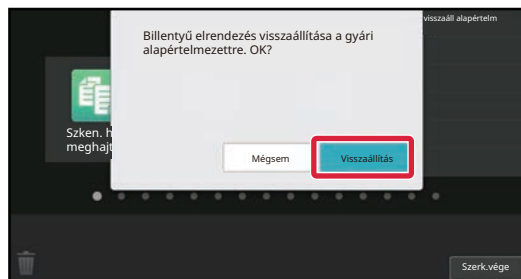 visszaáll alapértelm
Billentyű elrendezés visszaállítása a gyári
alapértelmezettre. OK?
Szken. h
meghajt
Mégsem
Visszaállítás
Szerk.vége